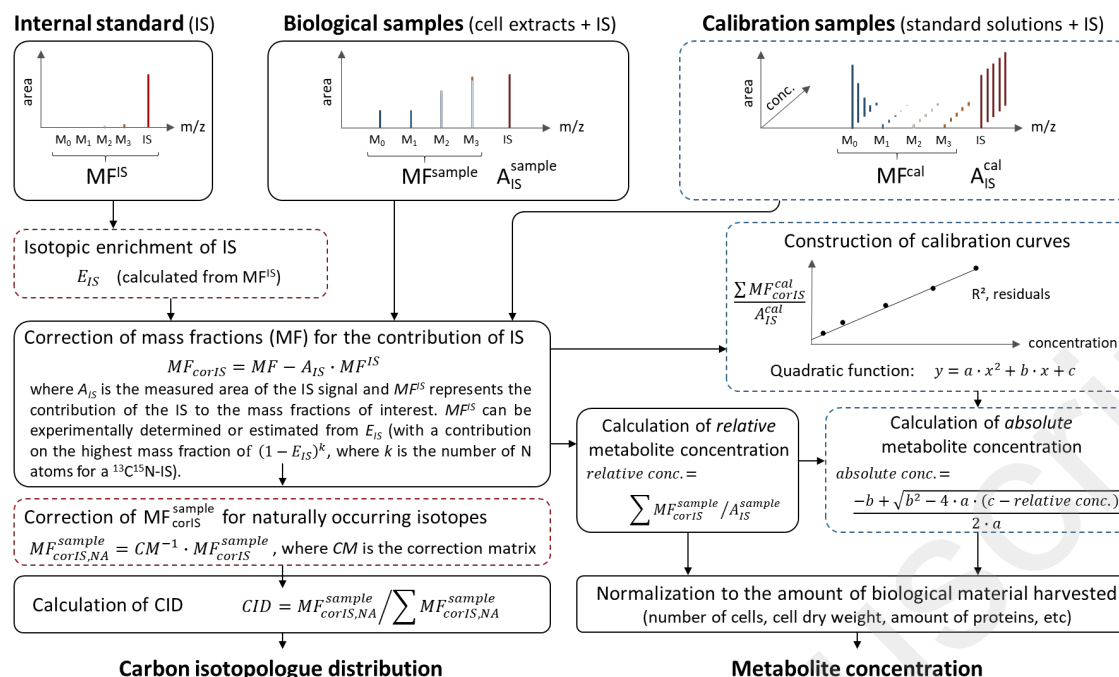 Internal standard (IS)
area
m/z
M₀ M₁ M₂ M₃ IS
MF^IS
Biological samples (cell extracts + IS)
area
m/z
M₀ M₁ M₂ M₃ IS
MF^sample A_IS^sample
Calibration samples (standard solutions + IS)
area
conc.
m/z
M₀ M₁ M₂ M₃ IS
MF^cal A_IS^cal
Isotopic enrichment of IS
E_IS (calculated from MF^IS)
Correction of mass fractions (MF) for the contribution of IS
MF_corIS = MF − A_IS · MF^IS
where A_IS is the measured area of the IS signal and MF^IS represents the
contribution of the IS to the mass fractions of interest. MF^IS can be
experimentally determined or estimated from E_IS (with a contribution
on the highest mass fraction of (1 − E_IS)^k, where k is the number of N
atoms for a ¹³C¹⁵N-IS).
Construction of calibration curves
∑ MF_corIS^cal
A_IS^cal
R², residuals
concentration
Quadratic function: y = a · x² + b · x + c
Calculation of relative
metabolite concentration
relative conc. =
∑ MF_corIS^sample / A_IS^sample
Calculation of absolute
metabolite concentration
absolute conc. =
−b + √(b² − 4 · a · (c − relative conc.)
2 · a
Correction of MF_corIS^sample for naturally occurring isotopes
MF_corIS,NA^sample = CM⁻¹ · MF_corIS^sample , where CM is the correction matrix
Calculation of CID CID = MF_corIS,NA^sample / ∑ MF_corIS,NA^sample
Normalization to the amount of biological material harvested
(number of cells, cell dry weight, amount of proteins, etc)
Carbon isotopologue distribution
Metabolite concentration